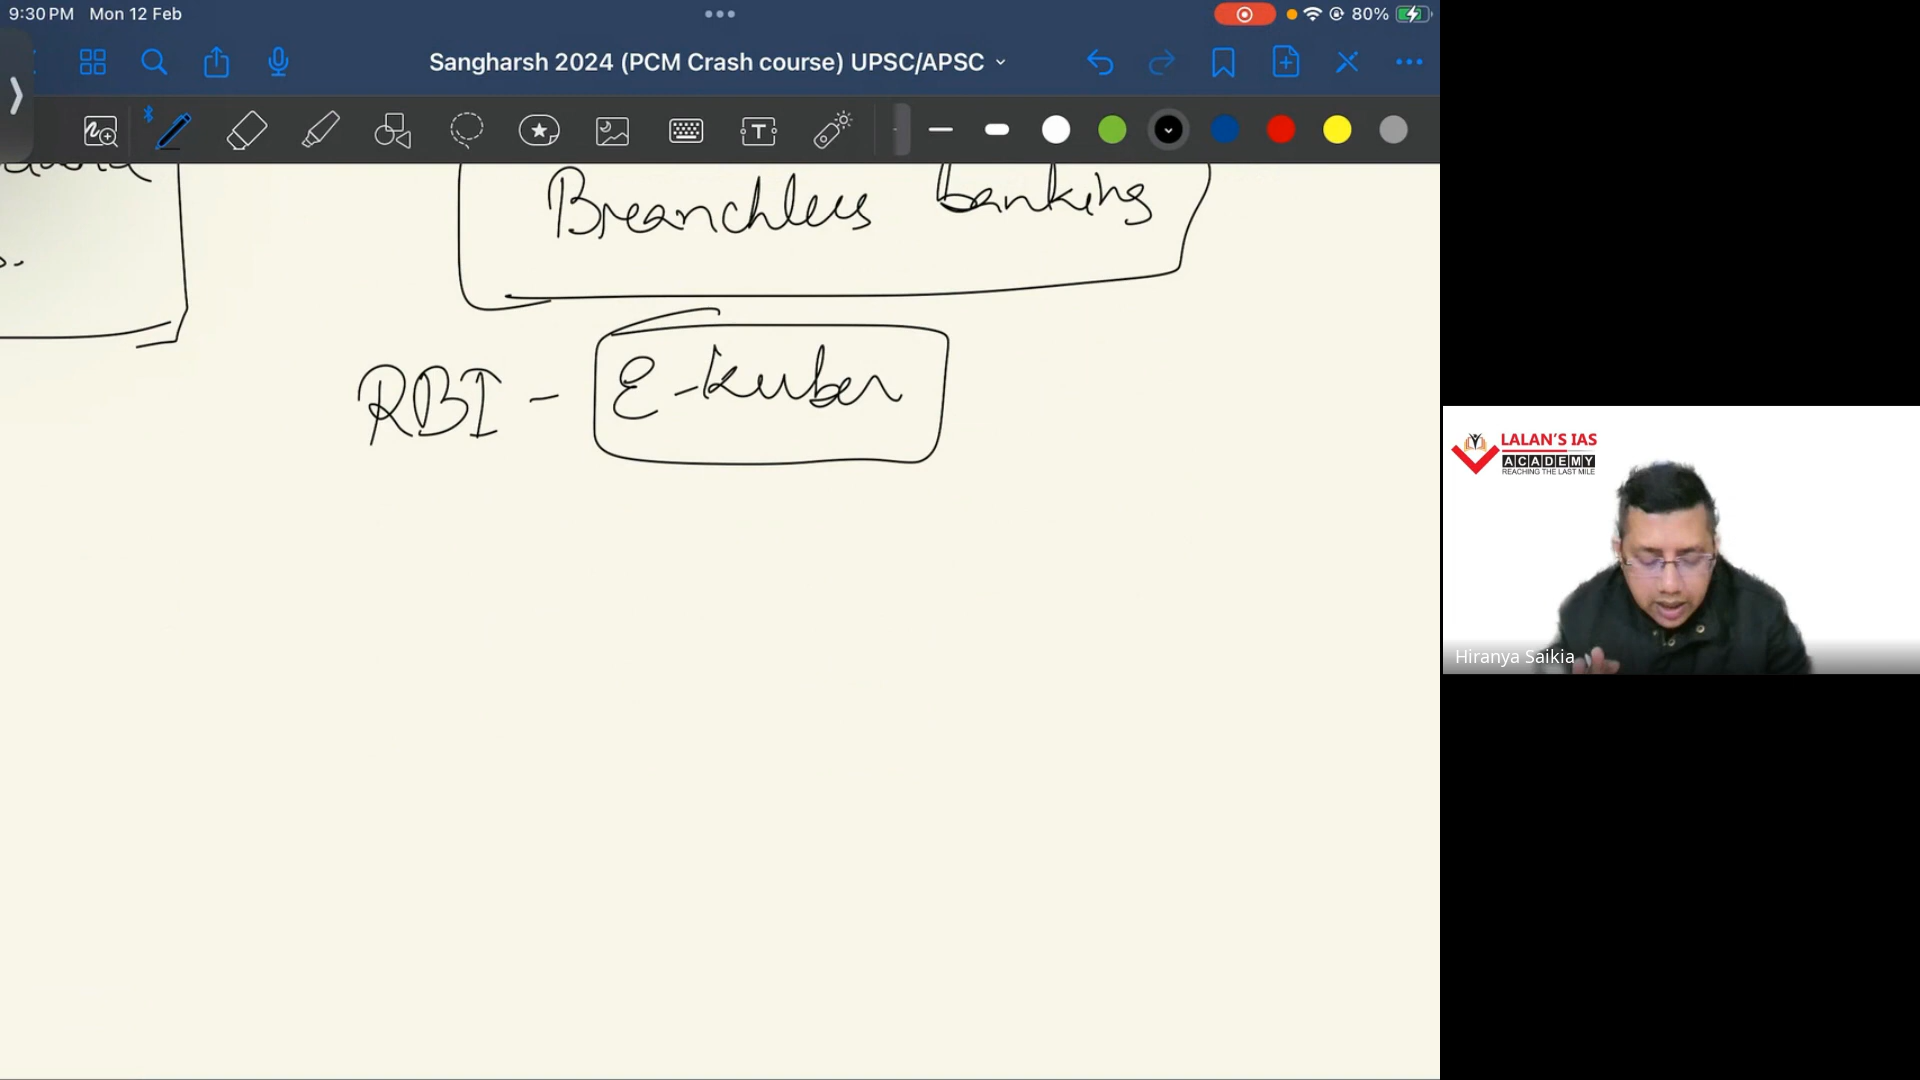 9:30 PM Mon 12 Feb
80%
Sangharsh 2024 (PCM Crash course) UPSC/APSC
T
Breanchless banking
RBI - E-kuber
LALAN'S IAS
ACADEMY
REACHING THE LAST MILE
Hiranya Saikia